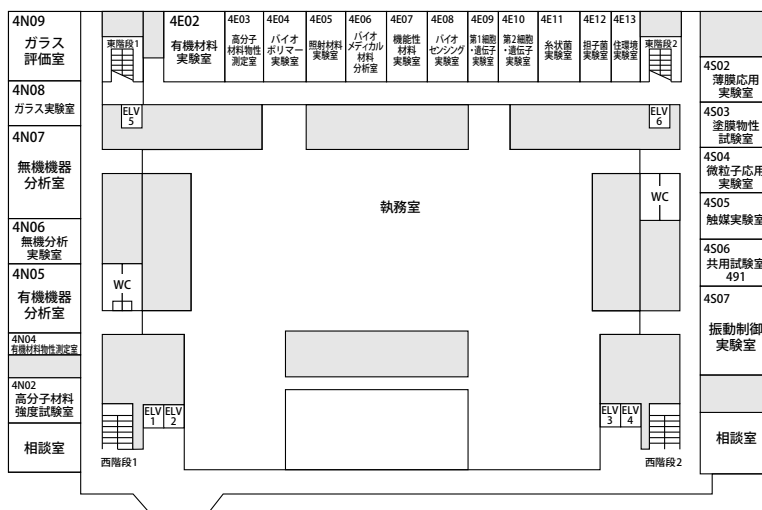 4N09
ガラス
評価室
4N08
ガラス実験室
4N07
無機機器
分析室
4N06
無機分析
実験室
4N05
有機機器
分析室
4N04
有機材料物性測定室
4N02
高分子材料
強度試験室
相談室
東階段1
4E02
有機材料
実験室
4E03
高分子
材料物性
測定室
4E04
バイオ
ポリマー
実験室
4E05
照射材料
実験室
4E06
バイオ
メディカル
材料
分析室
4E07
機能性
材料
実験室
4E08
バイオ
センシング
実験室
4E09
第1細胞
・遺伝子
実験室
4E10
第2細胞
・遺伝子
実験室
4E11
糸状菌
実験室
4E12
担子菌
実験室
4E13
住環境
実験室
東階段2
ELV
5
ELV
6
執務室
WC
WC
ELV
1
ELV
2
ELV
3
ELV
4
西階段1
西階段2
4S02
薄膜応用
実験室
4S03
塗膜物性
試験室
4S04
微粒子応用
実験室
4S05
触媒実験室
4S06
共用試験室
491
4S07
振動制御
実験室
相談室